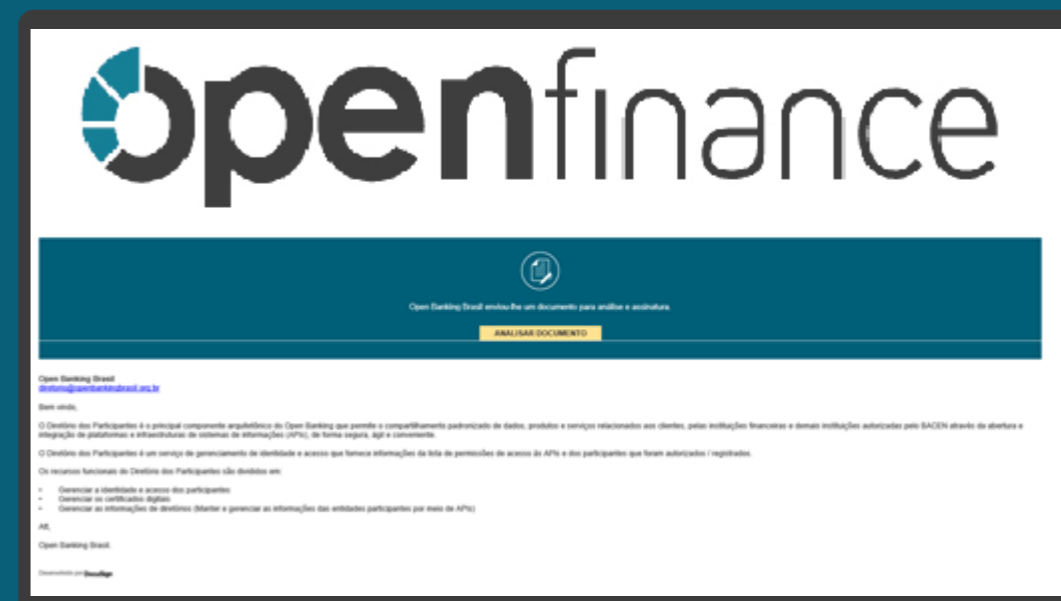 openfinance
Open Banking Brasil enviou-lhe um documento para análise e assinatura.
ANALISAR DOCUMENTO
Open Banking Brasil
diretorio@openbankingbrasil.org.br
Bem vindo,
O Diretório dos Participantes é o principal componente arquitetônico do Open Banking que permite o compartilhamento padronizado de dados, produtos e serviços relacionados aos clientes, pelas instituições financeiras e demais instituições autorizadas pelo BACEN através da abertura e
integração de plataformas e infraestruturas de sistemas de informações (APIs), de forma segura, ágil e conveniente.
O Diretório dos Participantes é um serviço de gerenciamento de identidade e acesso que fornece informações da lista de permissões de acesso às APIs e dos participantes que foram autorizados / registrados.
Os recursos funcionais do Diretório dos Participantes são divididos em:
• Gerenciar a identidade e acesso dos participantes
• Gerenciar os certificados digitais
• Gerenciar as informações de diretórios (Manter e gerenciar as informações das entidades participantes por meio de APIs)
Att,
Open Banking Brasil.
Desenvolvido por DocuSign